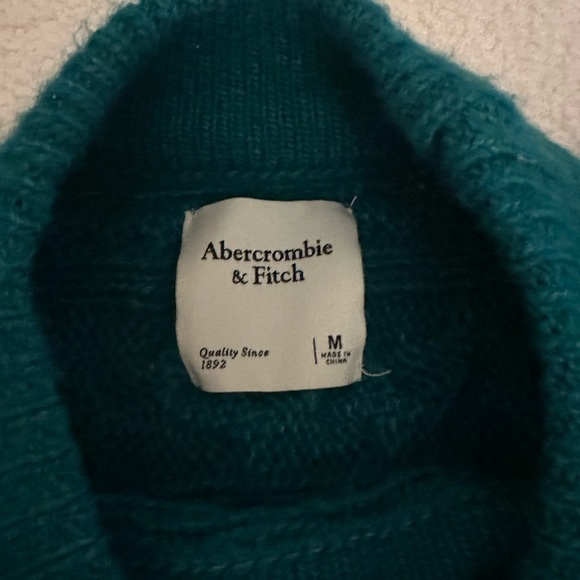 Abercrombie
& Fitch
Quality Since
1892
M
MADE IN
CHINA